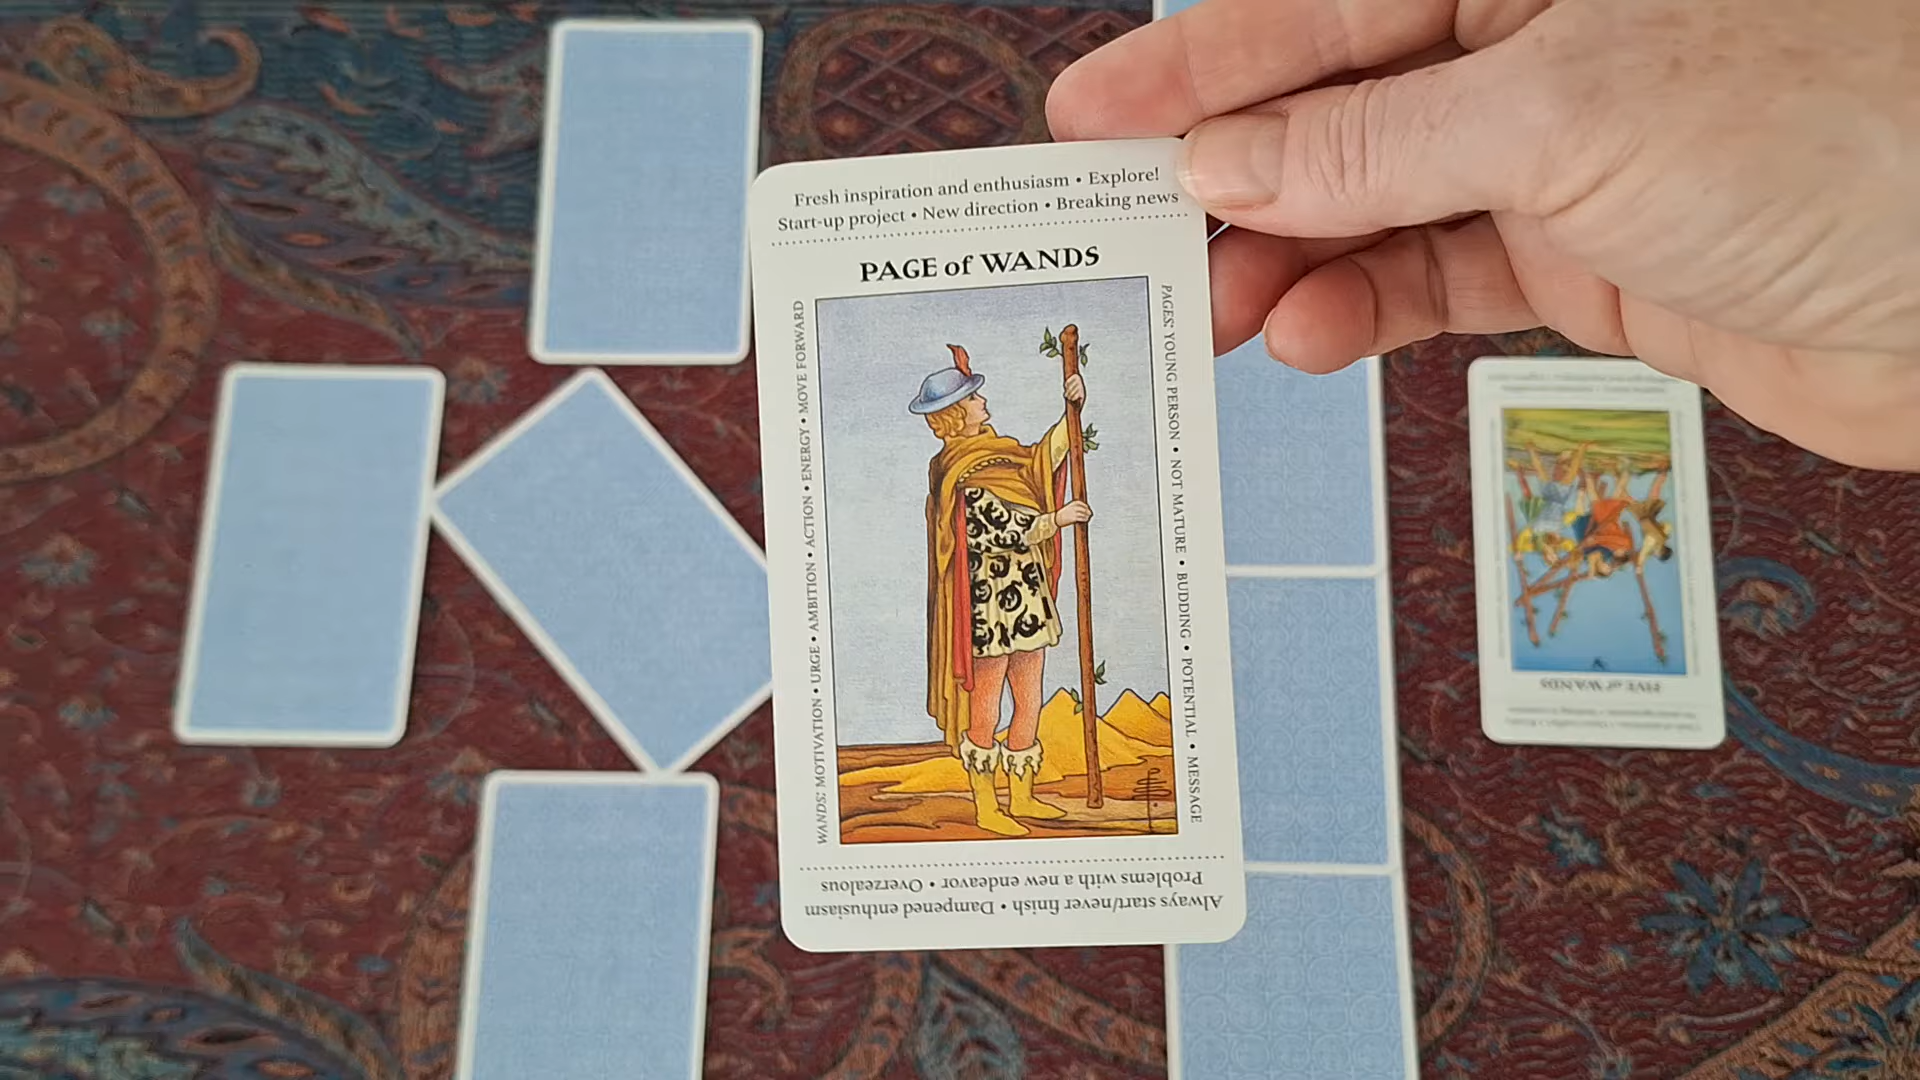 Fresh inspiration and enthusiasm • Explore!
Start-up project • New direction • Breaking news
PAGE of WANDS
WANDS: MOTIVATION • URGE • AMBITION • ACTION • ENERGY • MOVE FORWARD
PAGES: YOUNG PERSON • NOT MATURE • BUDDING • POTENTIAL • MESSAGE
Always start/never finish • Dampened enthusiasm
Problems with a new endeavor • Overzealous
V
FIVE of WANDS